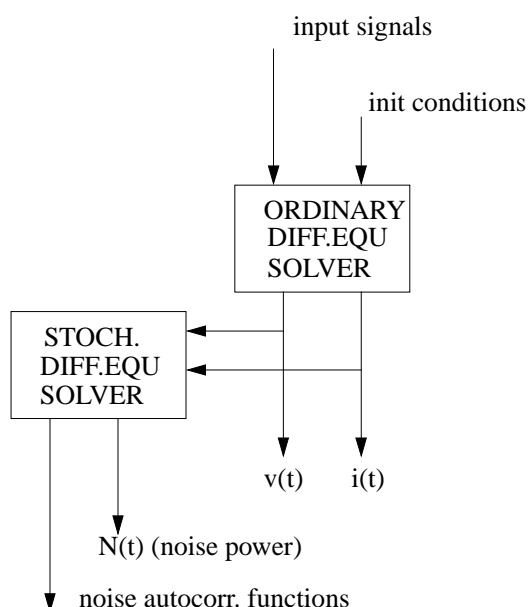 input signals
init conditions
ORDINARY
DIFF.EQU
SOLVER
STOCH.
DIFF.EQU
SOLVER
v(t)
i(t)
N(t) (noise power)
noise autocorr. functions